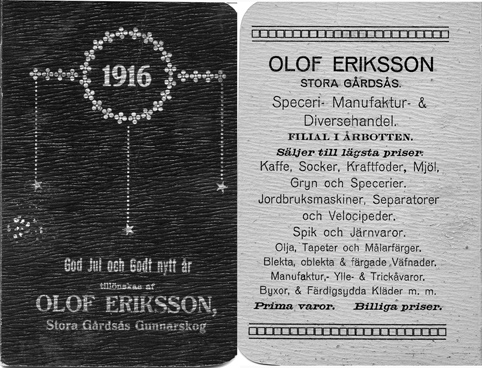 1916
God Jul och Godt nytt år
tillönskas af
OLOF ERIKSSON,
Stora Gårdsås Gunnarskog
OLOF ERIKSSON
STORA GÅRDSÅS.
Speceri- Manufaktur- &
Diversehandel.
FILIAL I ÅRBOTTEN.
Säljer till lägsta priser:
Kaffe, Socker, Kraftfoder, Mjöl,
Gryn och Specerier.
Jordbruksmaskiner, Separatorer
och Velocipeder.
Spik och Järnvaror.
Olja, Tapeter och Målarfärger.
Blekta, oblekta & färgade Väfnader.
Manufaktur,- Ylle- & Trickåvaror.
Byxor, & Färdigsydda Kläder m. m.
Prima varor. Billiga priser.